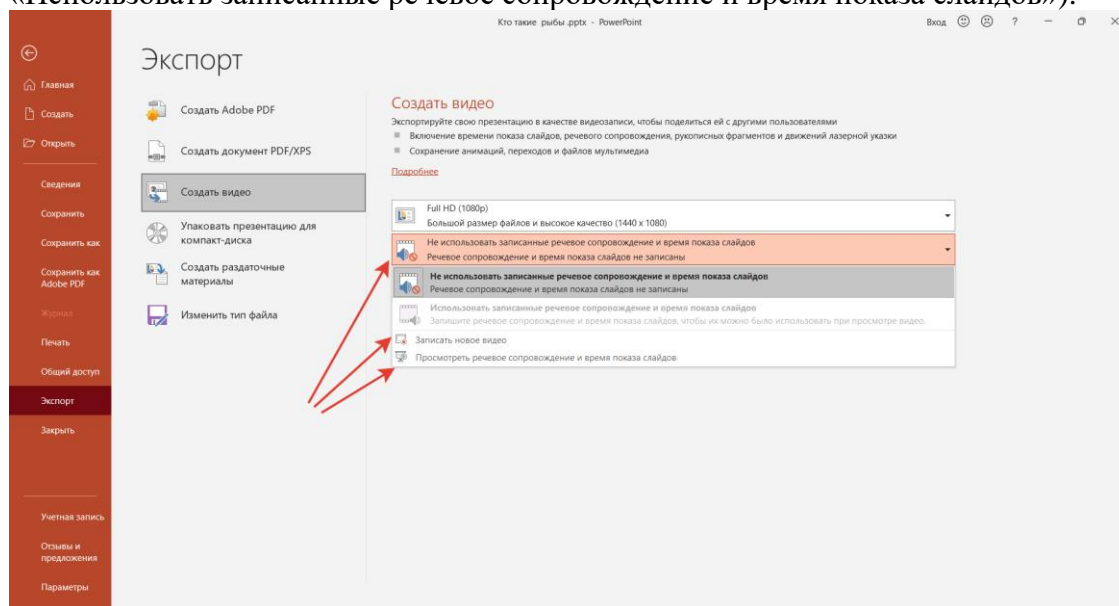 «Использовать записанные речевое сопровождение и время показа слайдов»).
Кто такие рыбы .pptx - PowerPoint
Вход
?
Главная
Создать
Открыть
Сведения
Сохранить
Сохранить как
Сохранить как
Adobe PDF
Журнал
Печать
Общий доступ
Экспорт
Закрыть
Учетная запись
Отзывы и
предложения
Параметры
Экспорт
Создать Adobe PDF
Создать документ PDF/XPS
Создать видео
Упаковать презентацию для
компакт-диска
Создать раздаточные
материалы
Изменить тип файла
Создать видео
Экспортируйте свою презентацию в качестве видеозаписи, чтобы поделиться ей с другими пользователями
Включение времени показа слайдов, речевого сопровождения, рукописных фрагментов и движений лазерной указки
Сохранение анимаций, переходов и файлов мультимедиа
Подробнее
Full HD (1080p)
Большой размер файлов и высокое качество (1440 x 1080)
Не использовать записанные речевое сопровождение и время показа слайдов
Речевое сопровождение и время показа слайдов не записаны
Не использовать записанные речевое сопровождение и время показа слайдов
Речевое сопровождение и время показа слайдов не записаны
Использовать записанные речевое сопровождение и время показа слайдов
Запишите речевое сопровождение и время показа слайдов, чтобы их можно было использовать при просмотре видео.
Записать новое видео
Просмотреть речевое сопровождение и время показа слайдов